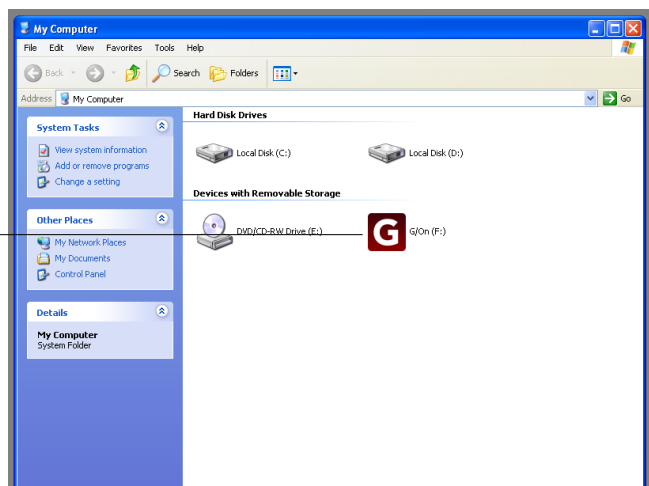 My Computer
File Edit View Favorites Tools Help
Back Search Folders
Address My Computer Go
System Tasks
View system information
Add or remove programs
Change a setting
Other Places
My Network Places
My Documents
Control Panel
Details
My Computer
System Folder
Hard Disk Drives
Local Disk (C:) Local Disk (D:)
Devices with Removable Storage
DVD/CD-RW Drive (E:) G G/On (F:)